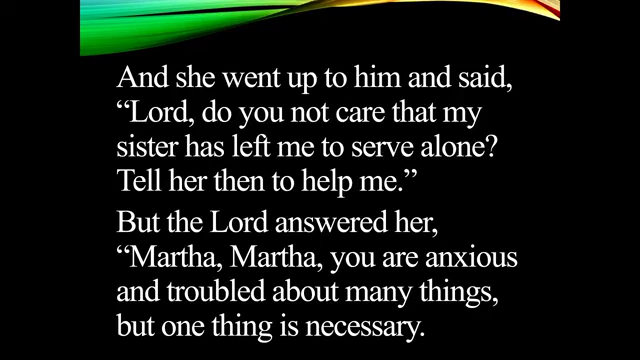 And she went up to him and said,
“Lord, do you not care that my
sister has left me to serve alone?
Tell her then to help me.”
But the Lord answered her,
“Martha, Martha, you are anxious
and troubled about many things,
but one thing is necessary.